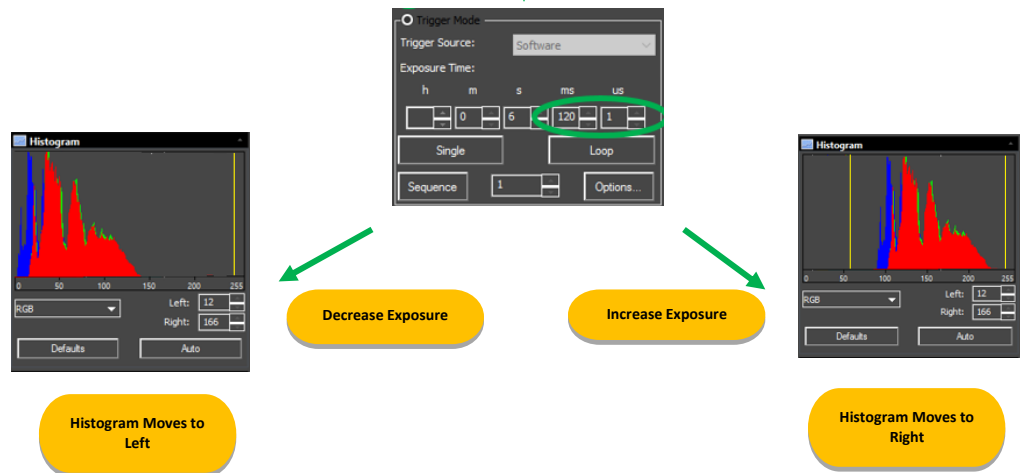 Trigger Mode
Trigger Source: Software
Exposure Time:
h m s ms us
0 6 120 1
Single Loop
Sequence 1 Options...
Histogram
0 50 100 150 200 255
RGB Left: 12
Right: 166
Defaults Auto
Histogram
0 50 100 150 200 255
RGB Left: 12
Right: 166
Defaults Auto
Decrease Exposure
Increase Exposure
Histogram Moves to
Left
Histogram Moves to
Right